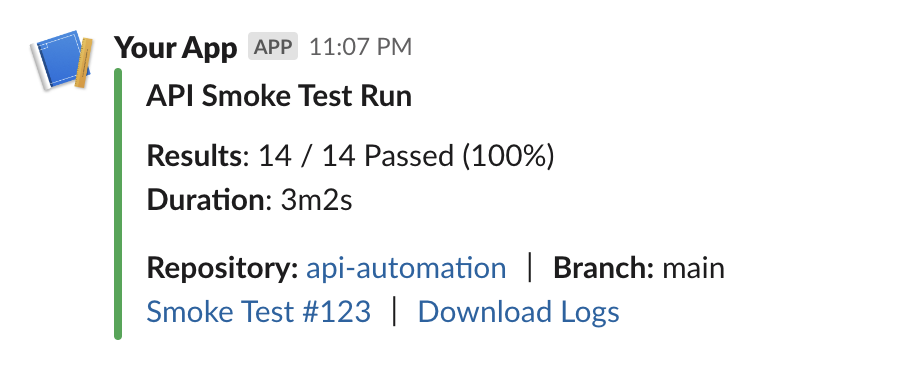 Your App APP 11:07 PM
API Smoke Test Run
Results: 14 / 14 Passed (100%)
Duration: 3m2s
Repository: api-automation | Branch: main
Smoke Test #123 | Download Logs